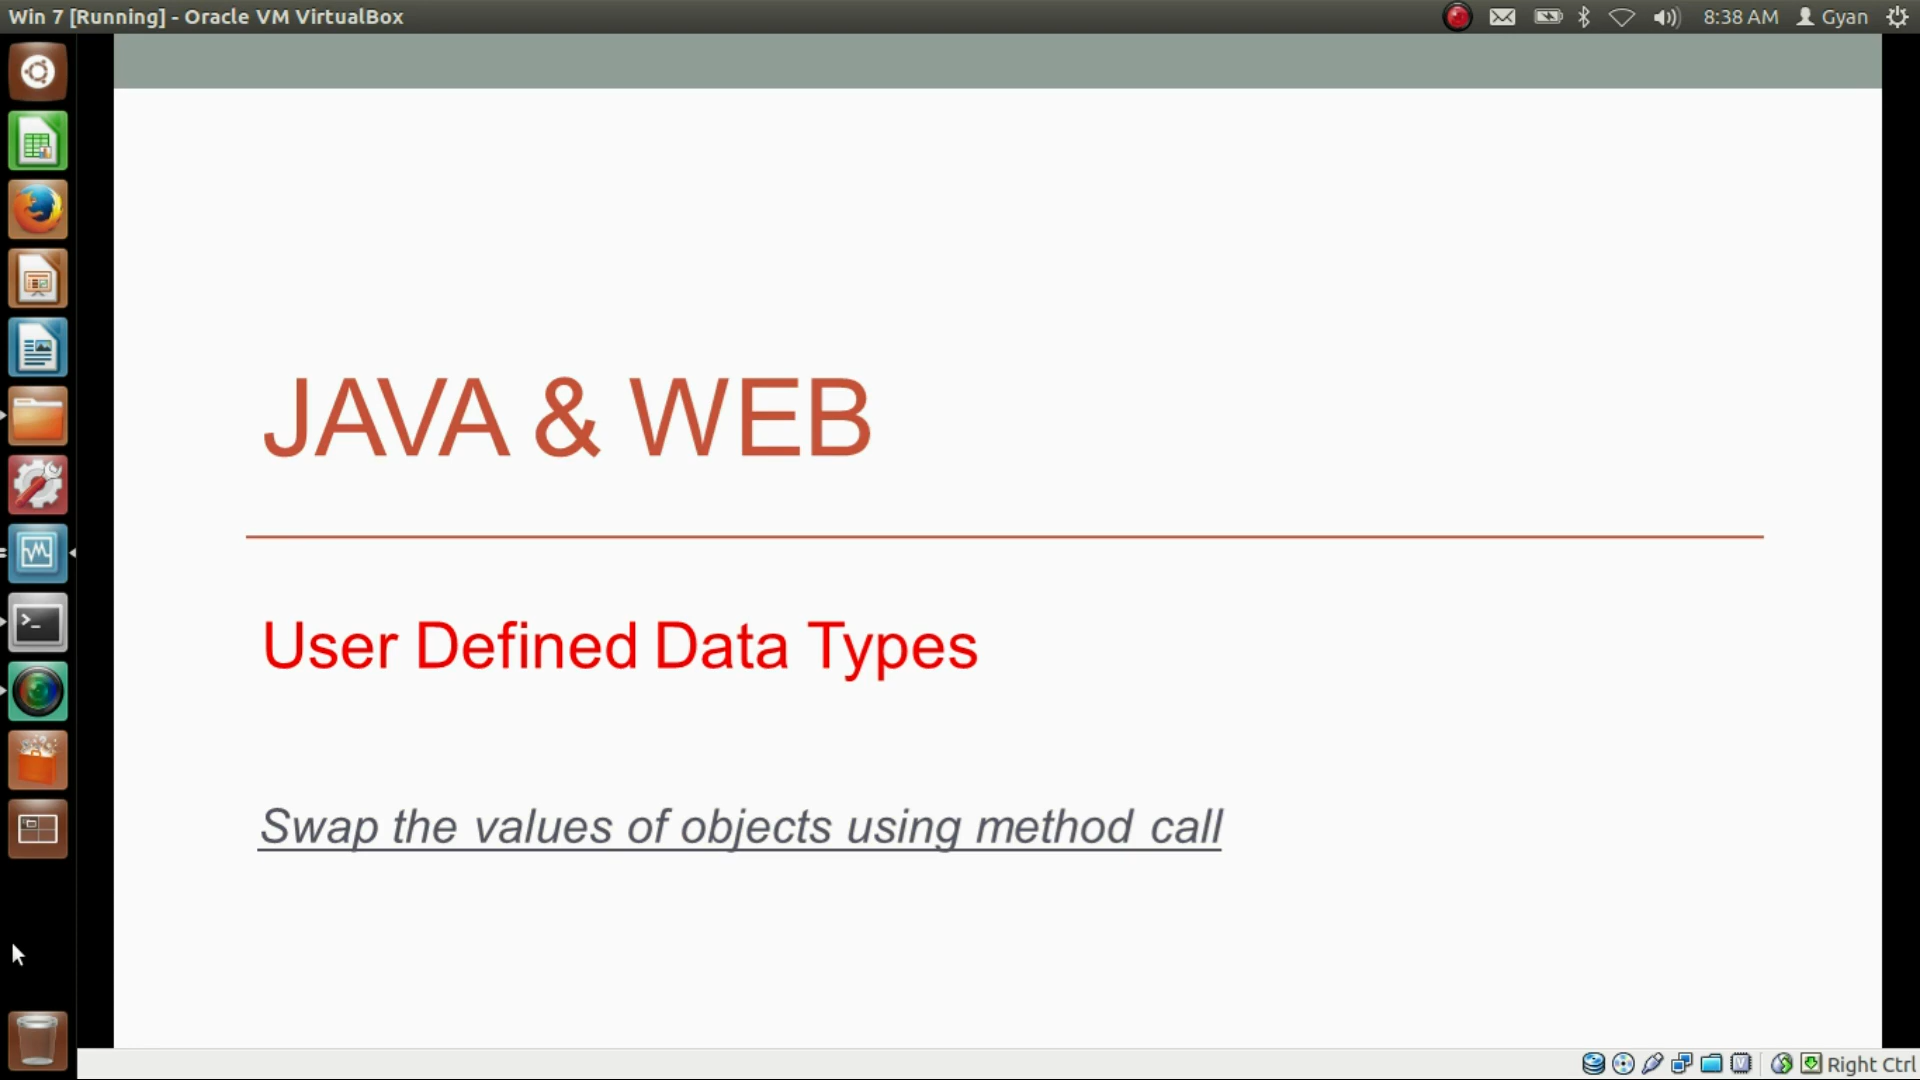 Win 7 [Running] - Oracle VM VirtualBox
8:38 AM Gyan
JAVA & WEB
User Defined Data Types
Swap the values of objects using method call
Right Ctrl